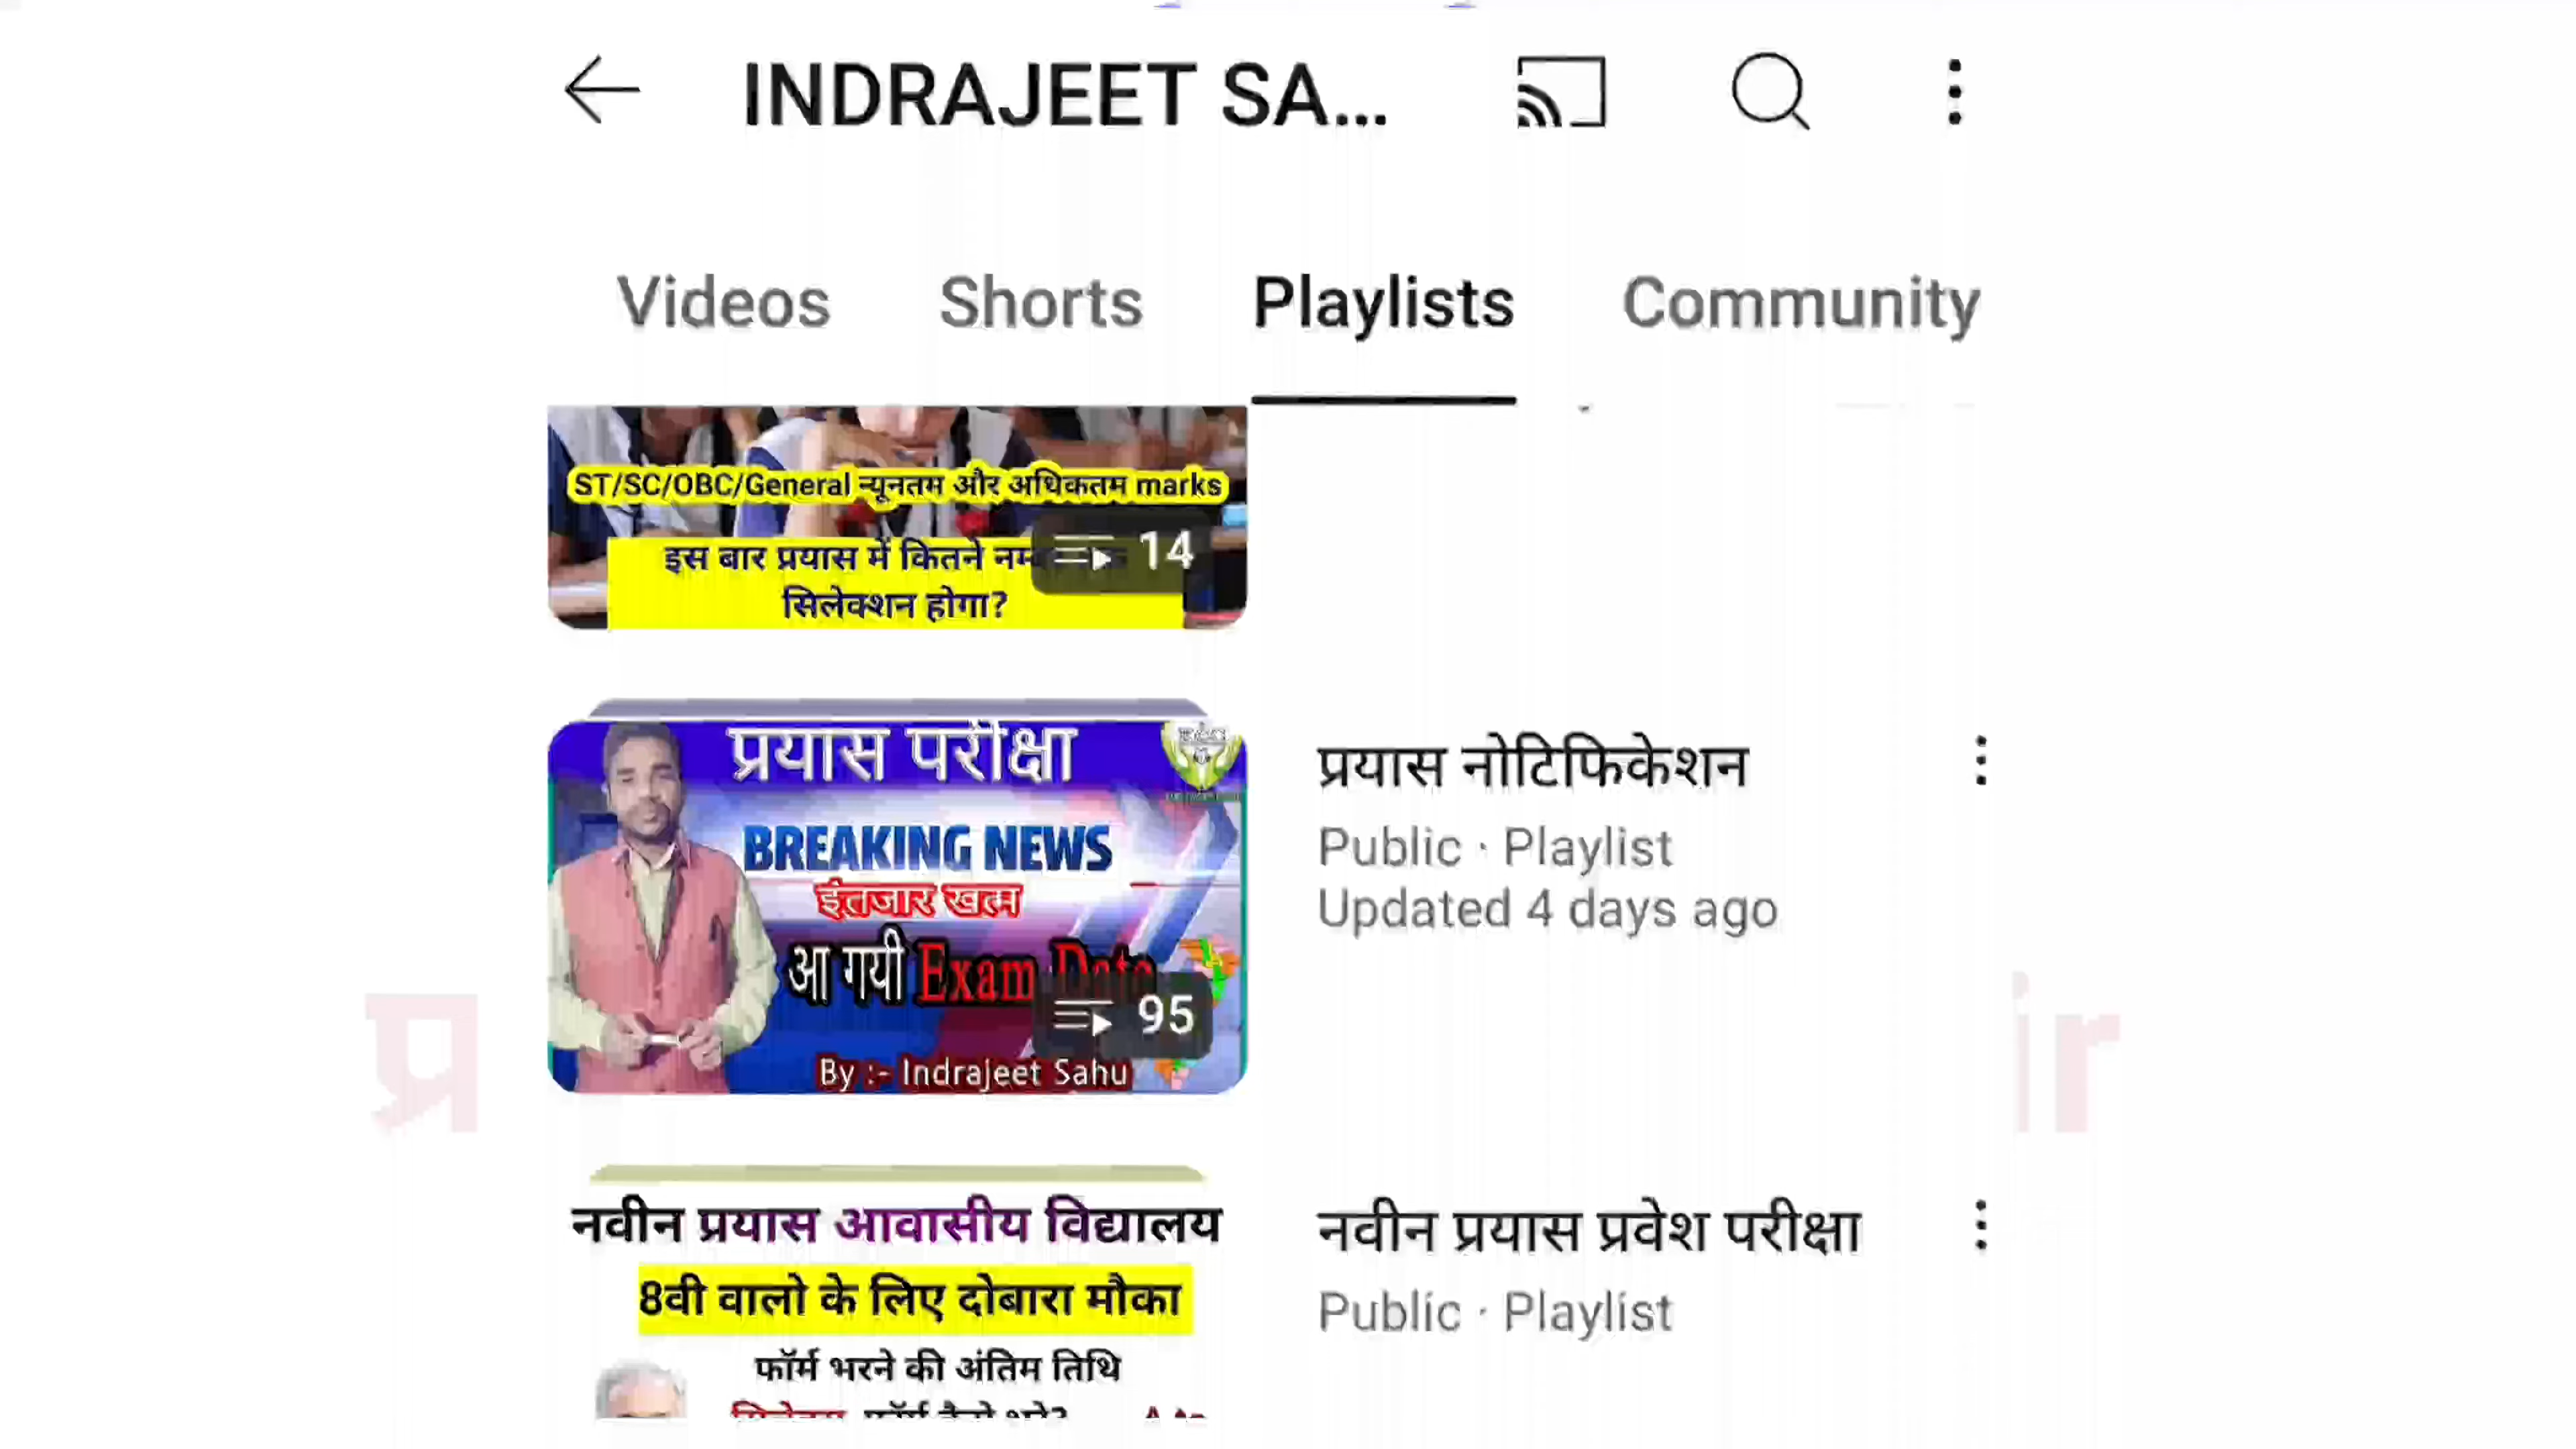 INDRAJEET SA...
Videos Shorts Playlists Community
ST/SC/OBC/General न्यूनतम और अधिकतम marks
इस बार प्रयास में कितने
14
सिलेक्शन होगा?
प्रयास परीक्षा
BREAKING NEWS
इंतजार खत्म
आ गयी Exam Date
95
By :- Indrajeet Sahu
प्रयास नोटिफिकेशन
Public · Playlist
Updated 4 days ago
नवीन प्रयास आवासीय विद्यालय
8वी वालो के लिए दोबारा मौका
फॉर्म भरने की अंतिम तिथि
नवीन प्रयास प्रवेश परीक्षा
Public · Playlist